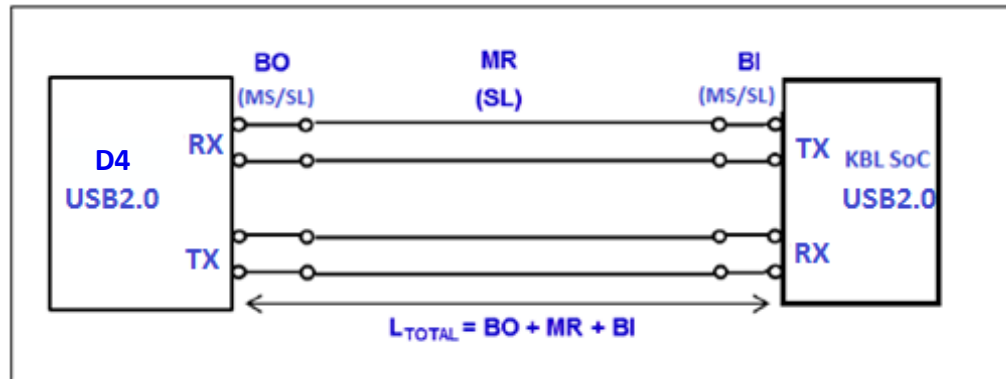 BO MR BI
(MS/SL) (SL) (MS/SL)
RX TX
D4 KBL SoC
USB2.0 USB2.0
TX RX
LTOTAL = BO + MR + BI